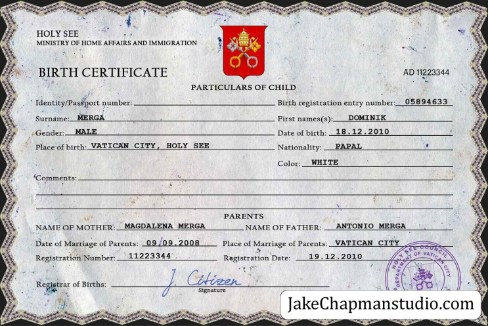 HOLY SEE
MINISTRY OF HOME AFFAIRS AND IMMIGRATION
BIRTH CERTIFICATE
AD 11223344
PARTICULARS OF CHILD
Identity/Passport number: Birth registration entry number: 05894633
Surname: MERGA First names(s): DOMINIK
Gender: MALE Date of birth: 18.12.2010
Place of birth: VATICAN CITY, HOLY SEE Nationality: PAPAL
Color: WHITE
Comments:
PARENTS
NAME OF MOTHER: MAGDALENA MERGA NAME OF FATHER: ANTONIO MERGA
Date of Marriage of Parents: 09.09.2008 Place of Marriage of Parents: VATICAN CITY
Registration Number: 11223344 Registration Date: 19.12.2010
Registrar of Births: J. Citizen
Signature
HOLY SEE COUNCIL
JakeChapmanstudio.com